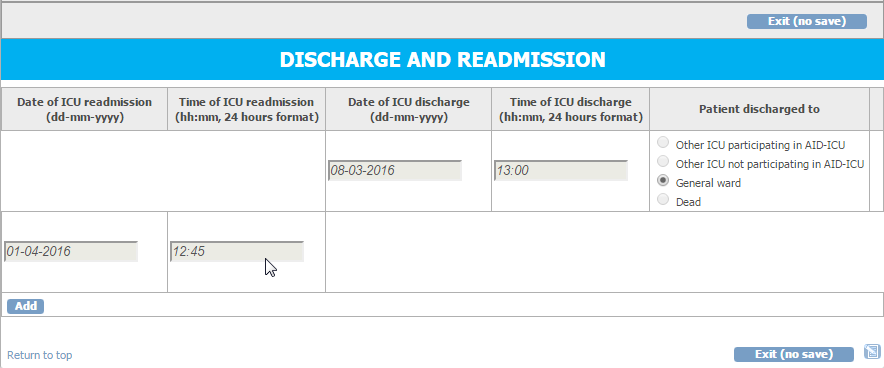 Exit (no save)
DISCHARGE AND READMISSION
Date of ICU readmission
(dd-mm-yyyy)
Time of ICU readmission
(hh:mm, 24 hours format)
Date of ICU discharge
(dd-mm-yyyy)
Time of ICU discharge
(hh:mm, 24 hours format)
Patient discharged to
08-03-2016
13:00
Other ICU participating in AID-ICU
Other ICU not participating in AID-ICU
General ward
Dead
01-04-2016
12:45
Add
Return to top
Exit (no save)